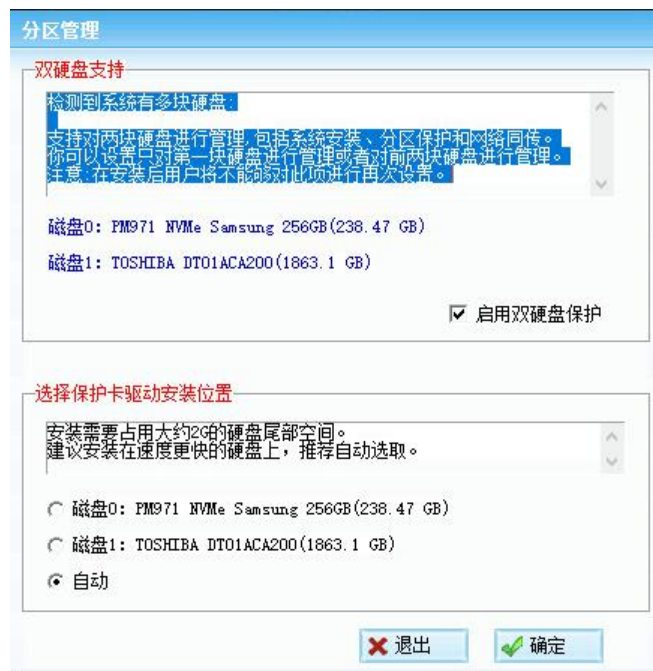 分区管理
双硬盘支持
检测到系统有多块硬盘:
支持对两块硬盘进行管理,包括系统安装、分区保护和网络同传。
你可以设置只对第一块硬盘进行管理或者对前两块硬盘进行管理。
注意:在安装后用户将不能够对此项进行再次设置。
磁盘0: PM971 NVMe Samsung 256GB(238.47 GB)
磁盘1: TOSHIBA DT01ACA200(1863.1 GB)
启用双硬盘保护
选择保护卡驱动安装位置
安装需要占用大约2G的硬盘尾部空间。
建议安装在速度更快的硬盘上，推荐自动选取。
磁盘0: PM971 NVMe Samsung 256GB(238.47 GB)
磁盘1: TOSHIBA DT01ACA200(1863.1 GB)
自动
退出 确定